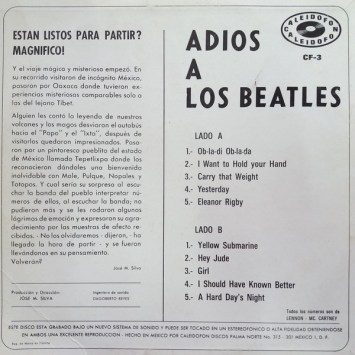 ESTAN LISTOS PARA PARTIR?
MAGNIFICO!
Y el viaje mágico y misterioso empezó. En
su recorrido visitaron de incógnito México,
pasaron por Oaxaca donde tuvieron ex-
periencias misteriosas comparables solo a
las del lejano Tibet.
Alguien les contó la leyenda de nuestros
volcanes y los magos desviaron el autobús
hacia el "Popo" y el "Ixta", después de
visitarlos quedaron impresionados. Pasa-
ron por un pintoresco pueblito del estado
de México llamado Tepetlixpa donde los
reconocieron dándoles una bienvenida
inolvidable con Mole, Pulque, Nopales y
Totopos. Y cual sería su sorpresa al escu-
char la banda del pueblo interpretar nú-
meros de ellos, al escuchar la banda, no
pudieron más y se les rodaron algunas
lágrimas de emoción y expresaron su agra-
decimiento por las muestras de afecto re-
cibidas. - No los olvidaremos - dijeron, - ha
llegado la hora de partir - y se fueron
llevándonos en su pensamiento.
Volverán?
José M. Silva
Producción y Dirección:
JOSE M. SILVA
Ingeniero de sonido:
CALEIDOFON
CALEIDOFON
CF-3
ADIOS
A
LOS BEATLES
LADO A
1.- Ob-la-di Ob-la-da
2.- I Want to Hold your Hand
3.- Carry that Weight
4.- Yesterday
5.- Eleanor Rigby
LADO B
1.- Yellow Submarine
2.- Hey Jude
3.- Girl
4.- I Should Have Known Better
5.- A Hard Day's Night
Todos los números son de
LENNON - MC. CARTNEY
ESTE DISCO ESTA GRABADO BAJO UN NUEVO SISTEMA DE SONIDO Y PUEDE SER TOCADO EN UN ESTEREOFONICO O ALTA FIDELIDAD OBTENIENDOSE
EN AMBOS UNA EXCELENTE REPRODUCCION. HECHO EN MEXICO POR CALEIDOFON DISCOS PALMA NORTE No. 315 - 301 MEXICO 1, D. F.